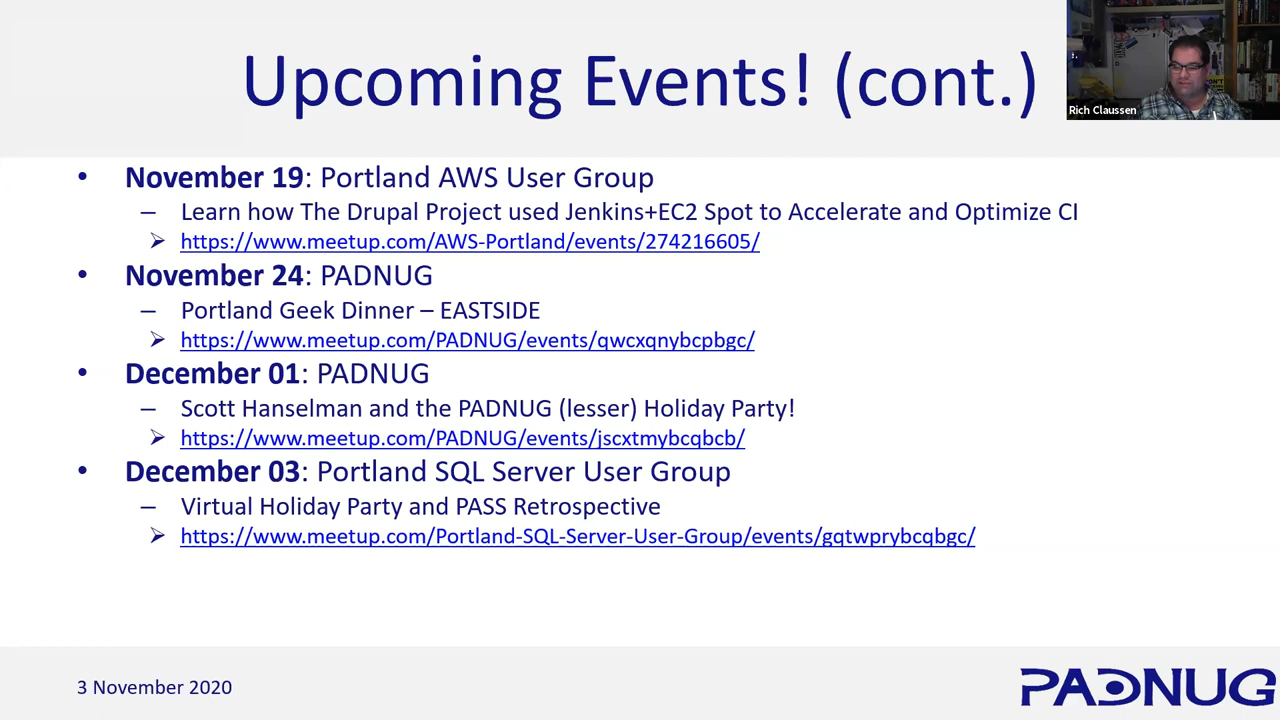 Upcoming Events! (cont.)
Rich Claussen
• November 19: Portland AWS User Group
– Learn how The Drupal Project used Jenkins+EC2 Spot to Accelerate and Optimize CI
➢ https://www.meetup.com/AWS-Portland/events/274216605/
• November 24: PADNUG
– Portland Geek Dinner – EASTSIDE
➢ https://www.meetup.com/PADNUG/events/qwcxqnybcpbgc/
• December 01: PADNUG
– Scott Hanselman and the PADNUG (lesser) Holiday Party!
➢ https://www.meetup.com/PADNUG/events/jscxtmybcqbcb/
• December 03: Portland SQL Server User Group
– Virtual Holiday Party and PASS Retrospective
➢ https://www.meetup.com/Portland-SQL-Server-User-Group/events/gqtwprybcqbgc/
3 November 2020
PADNUG